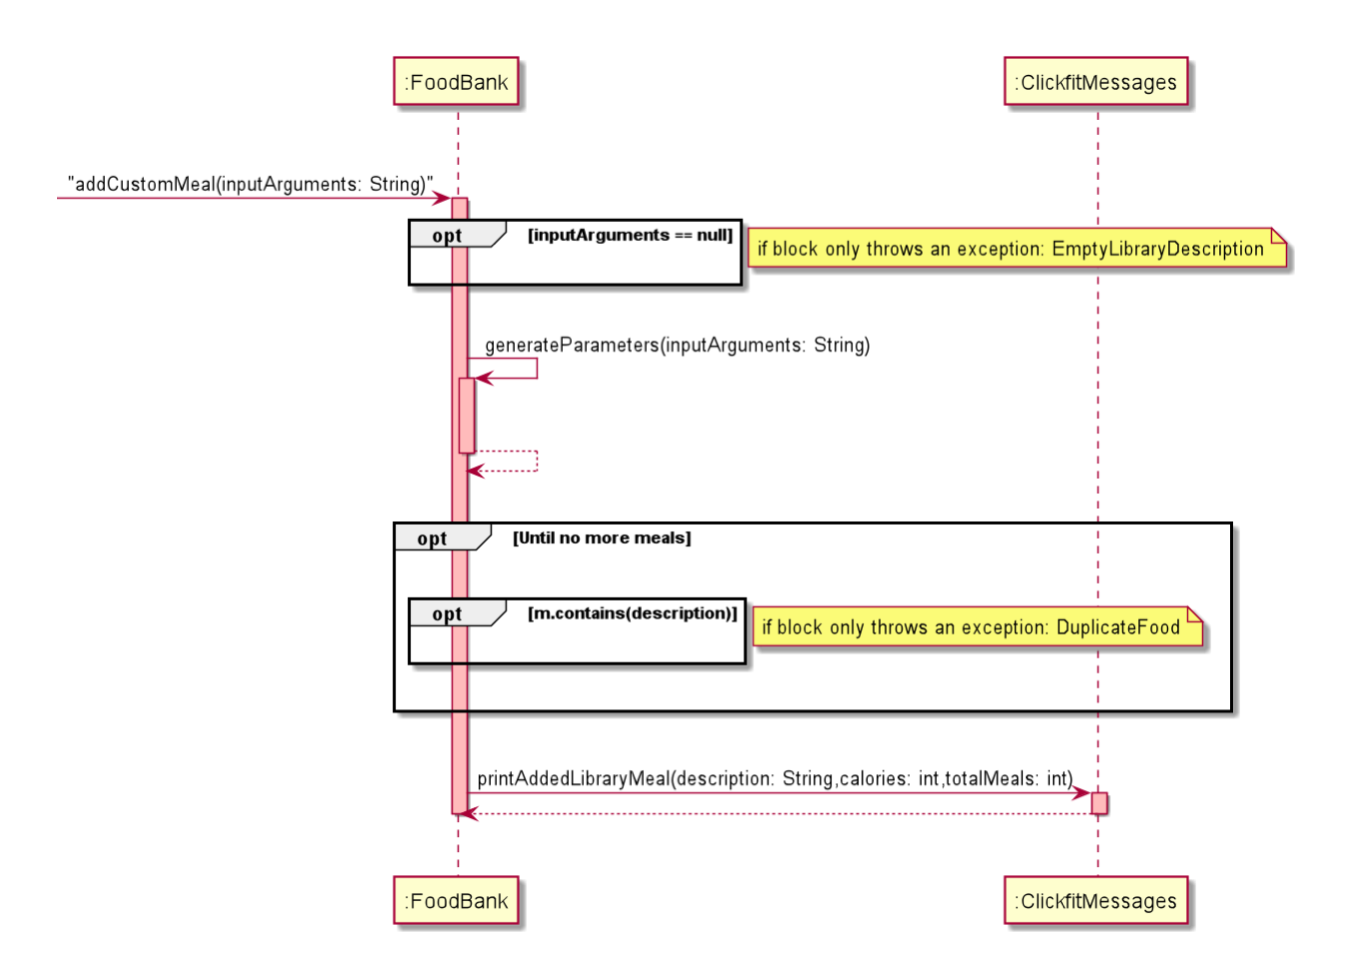 :FoodBank
:ClickfitMessages
"addCustomMeal(inputArguments: String)"
opt
[inputArguments == null]
if block only throws an exception: EmptyLibraryDescription
generateParameters(inputArguments: String)
opt
[Until no more meals]
opt
[m.contains(description)]
if block only throws an exception: DuplicateFood
printAddedLibraryMeal(description: String,calories: int,totalMeals: int)
:FoodBank
:ClickfitMessages